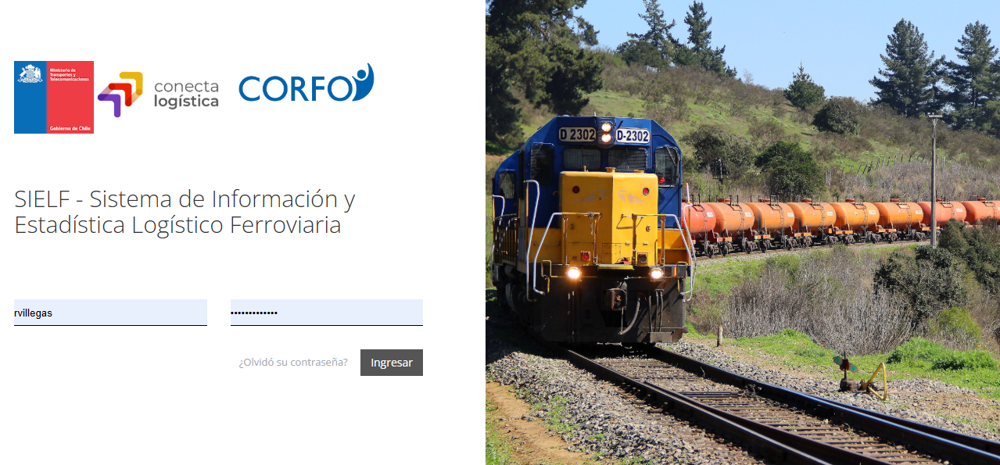 Ministerio de
Transportes y
Telecomunicaciones
Gobierno de Chile
conecta
logística
CORFO
SIELF - Sistema de Información y
Estadística Logístico Ferroviaria
rvillegas
•••••••••••••
¿Olvidó su contraseña?
Ingresar
D 2302
D-2302